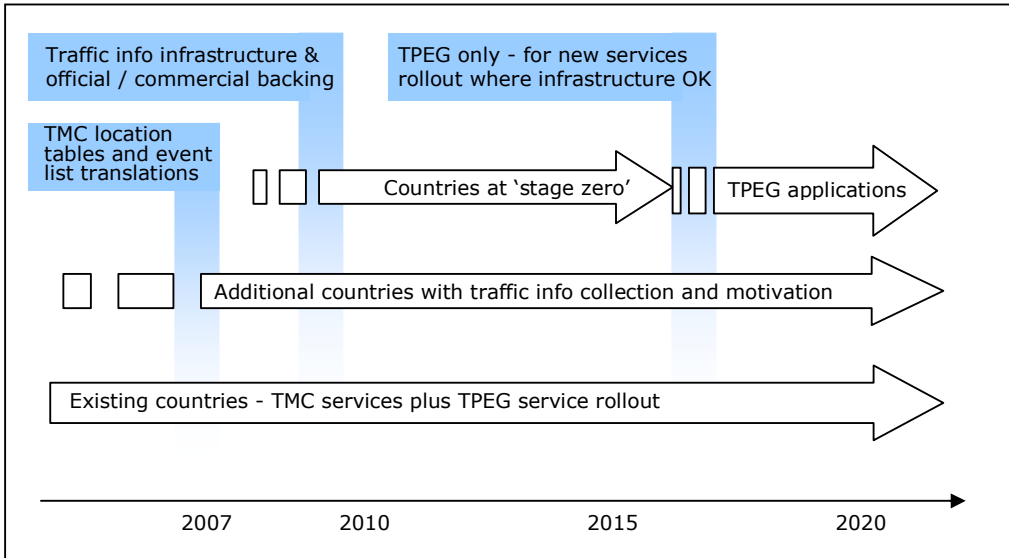 Traffic info infrastructure &
official / commercial backing
TPEG only - for new services
rollout where infrastructure OK
TMC location
tables and event
list translations
Countries at ‘stage zero’
TPEG applications
Additional countries with traffic info collection and motivation
Existing countries - TMC services plus TPEG service rollout
2007
2010
2015
2020